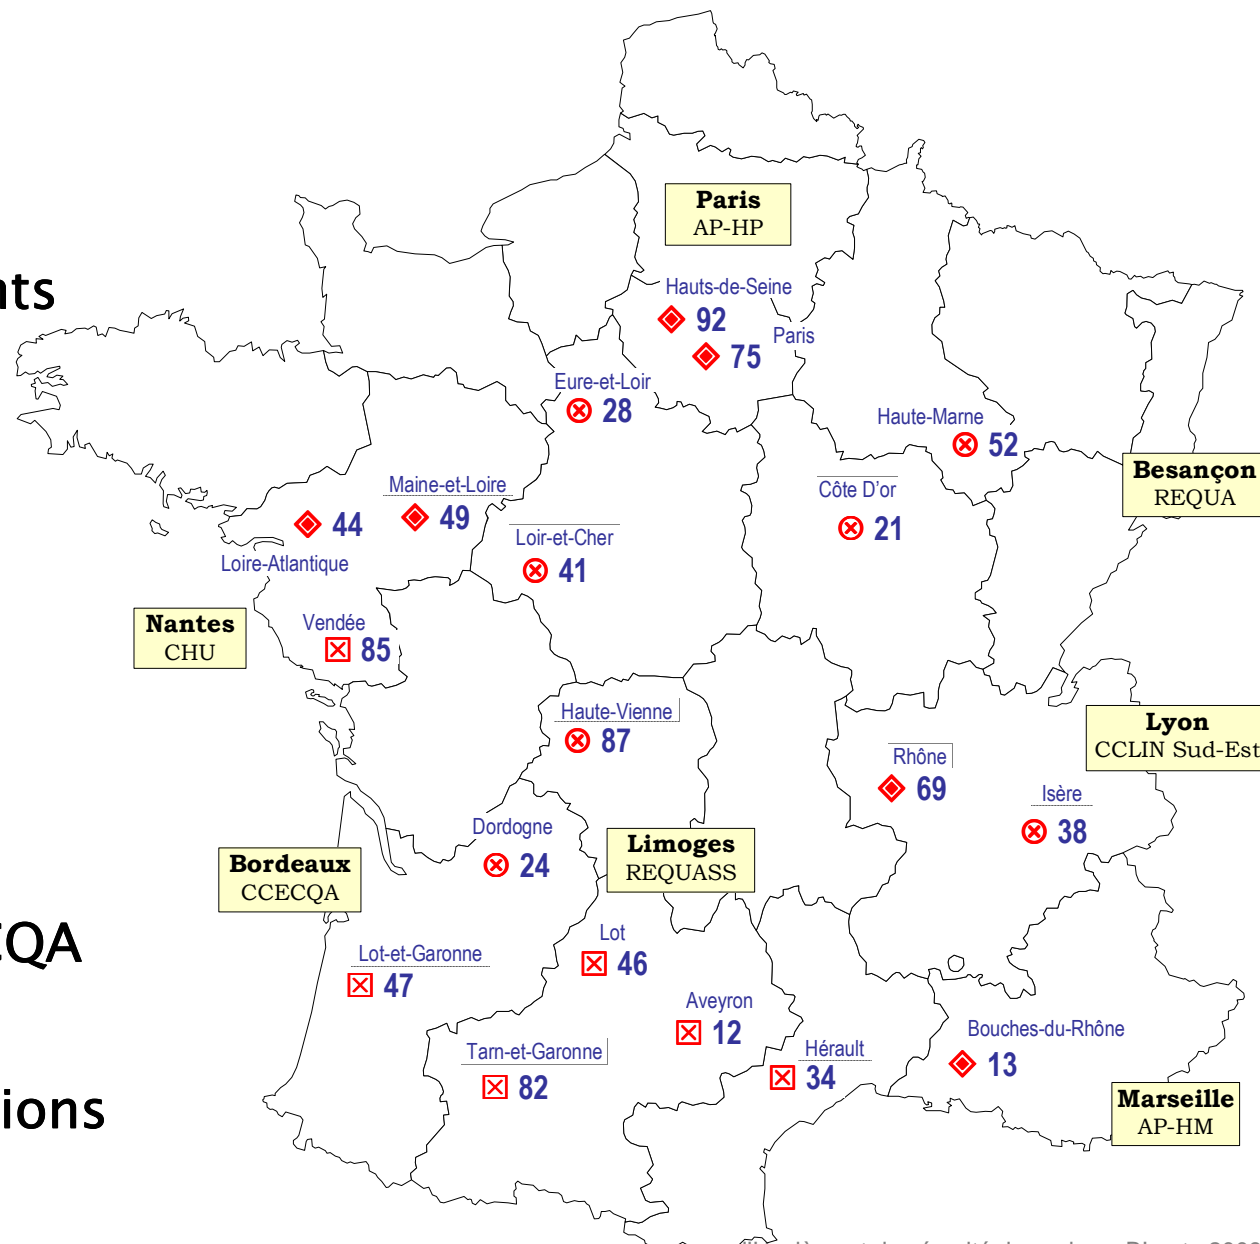 Paris
AP-HP
Hauts-de-Seine
92
Paris
75
Eure-et-Loir
28
Haute-Marne
52
Besançon
REQUA
Maine-et-Loire
49
44
Loire-Atlantique
Côte D'or
21
Loir-et-Cher
41
Nantes
CHU
Vendée
85
Haute-Vienne
87
Lyon
CCLIN Sud-Est
Rhône
69
Isère
38
Dordogne
24
Limoges
REQUASS
Bordeaux
CCECQA
Lot-et-Garonne
47
Lot
46
Aveyron
12
Tarn-et-Garonne
82
Hérault
34
Bouches-du-Rhône
13
Marseille
AP-HM
nts
QA
ions